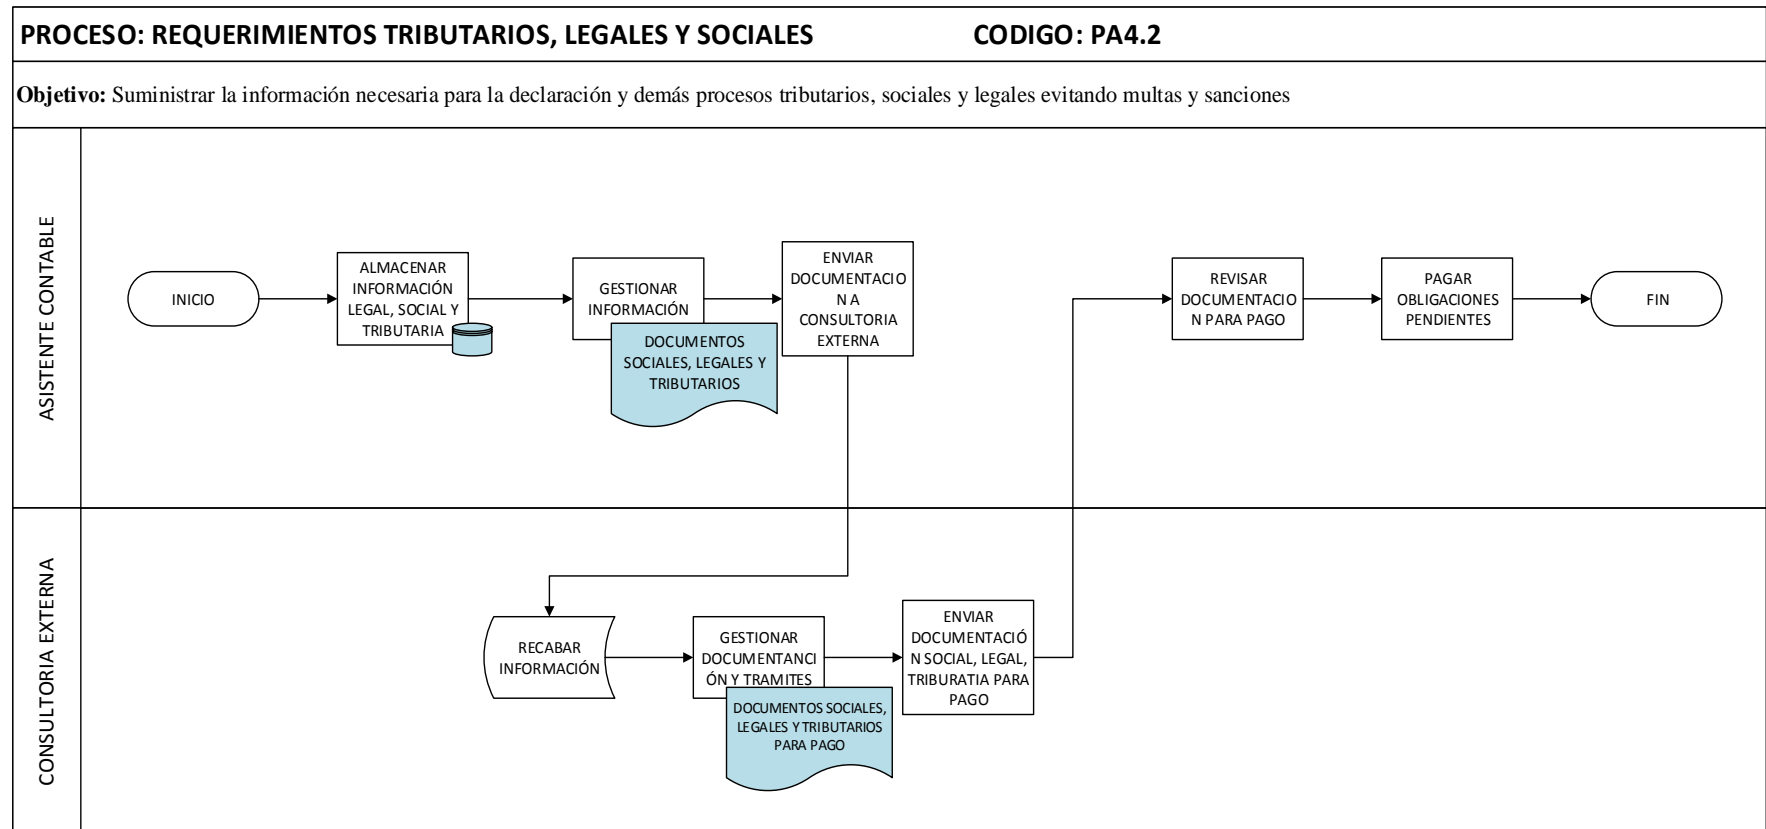 PROCESO: REQUERIMIENTOS TRIBUTARIOS, LEGALES Y SOCIALES CODIGO: PA4.2
Objetivo: Suministrar la información necesaria para la declaración y demás procesos tributarios, sociales y legales evitando multas y sanciones
ASISTENTE CONTABLE
INICIO
ALMACENAR
INFORMACIÓN
LEGAL, SOCIAL Y
TRIBUTARIA
GESTIONAR
INFORMACIÓN
DOCUMENTOS
SOCIALES, LEGALES Y
TRIBUTARIOS
ENVIAR
DOCUMENTACIO
N A
CONSULTORIA
EXTERNA
REVISAR
DOCUMENTACIO
N PARA PAGO
PAGAR
OBLIGACIONES
PENDIENTES
FIN
CONSULTORIA EXTERNA
RECABAR
INFORMACIÓN
GESTIONAR
DOCUMENTANCI
ÓN Y TRAMITES
DOCUMENTOS SOCIALES,
LEGALES Y TRIBUTARIOS
PARA PAGO
ENVIAR
DOCUMENTACIÓ
N SOCIAL, LEGAL,
TRIBURATIA PARA
PAGO